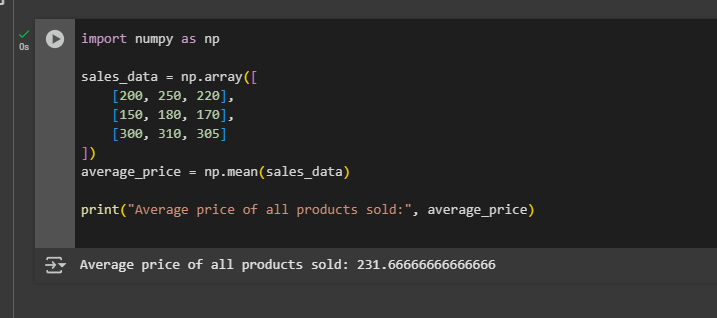 import numpy as np
sales_data = np.array([
    [200, 250, 220],
    [150, 180, 170],
    [300, 310, 305]
])
average_price = np.mean(sales_data)
print("Average price of all products sold:", average_price)
0s
Average price of all products sold: 231.66666666666666